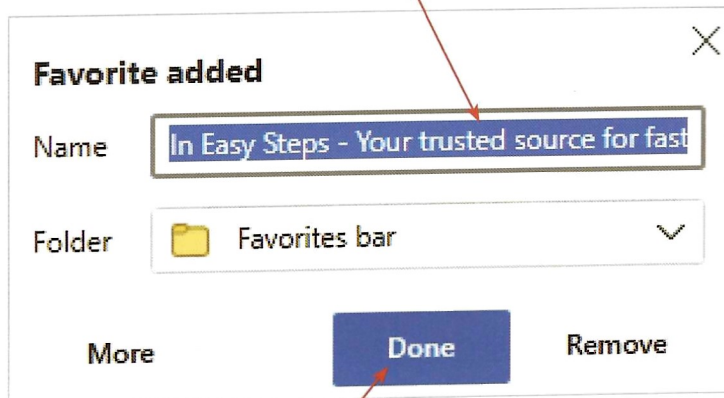 Favorite added
Name In Easy Steps - Your trusted source for fast
Folder Favorites bar
More Done Remove